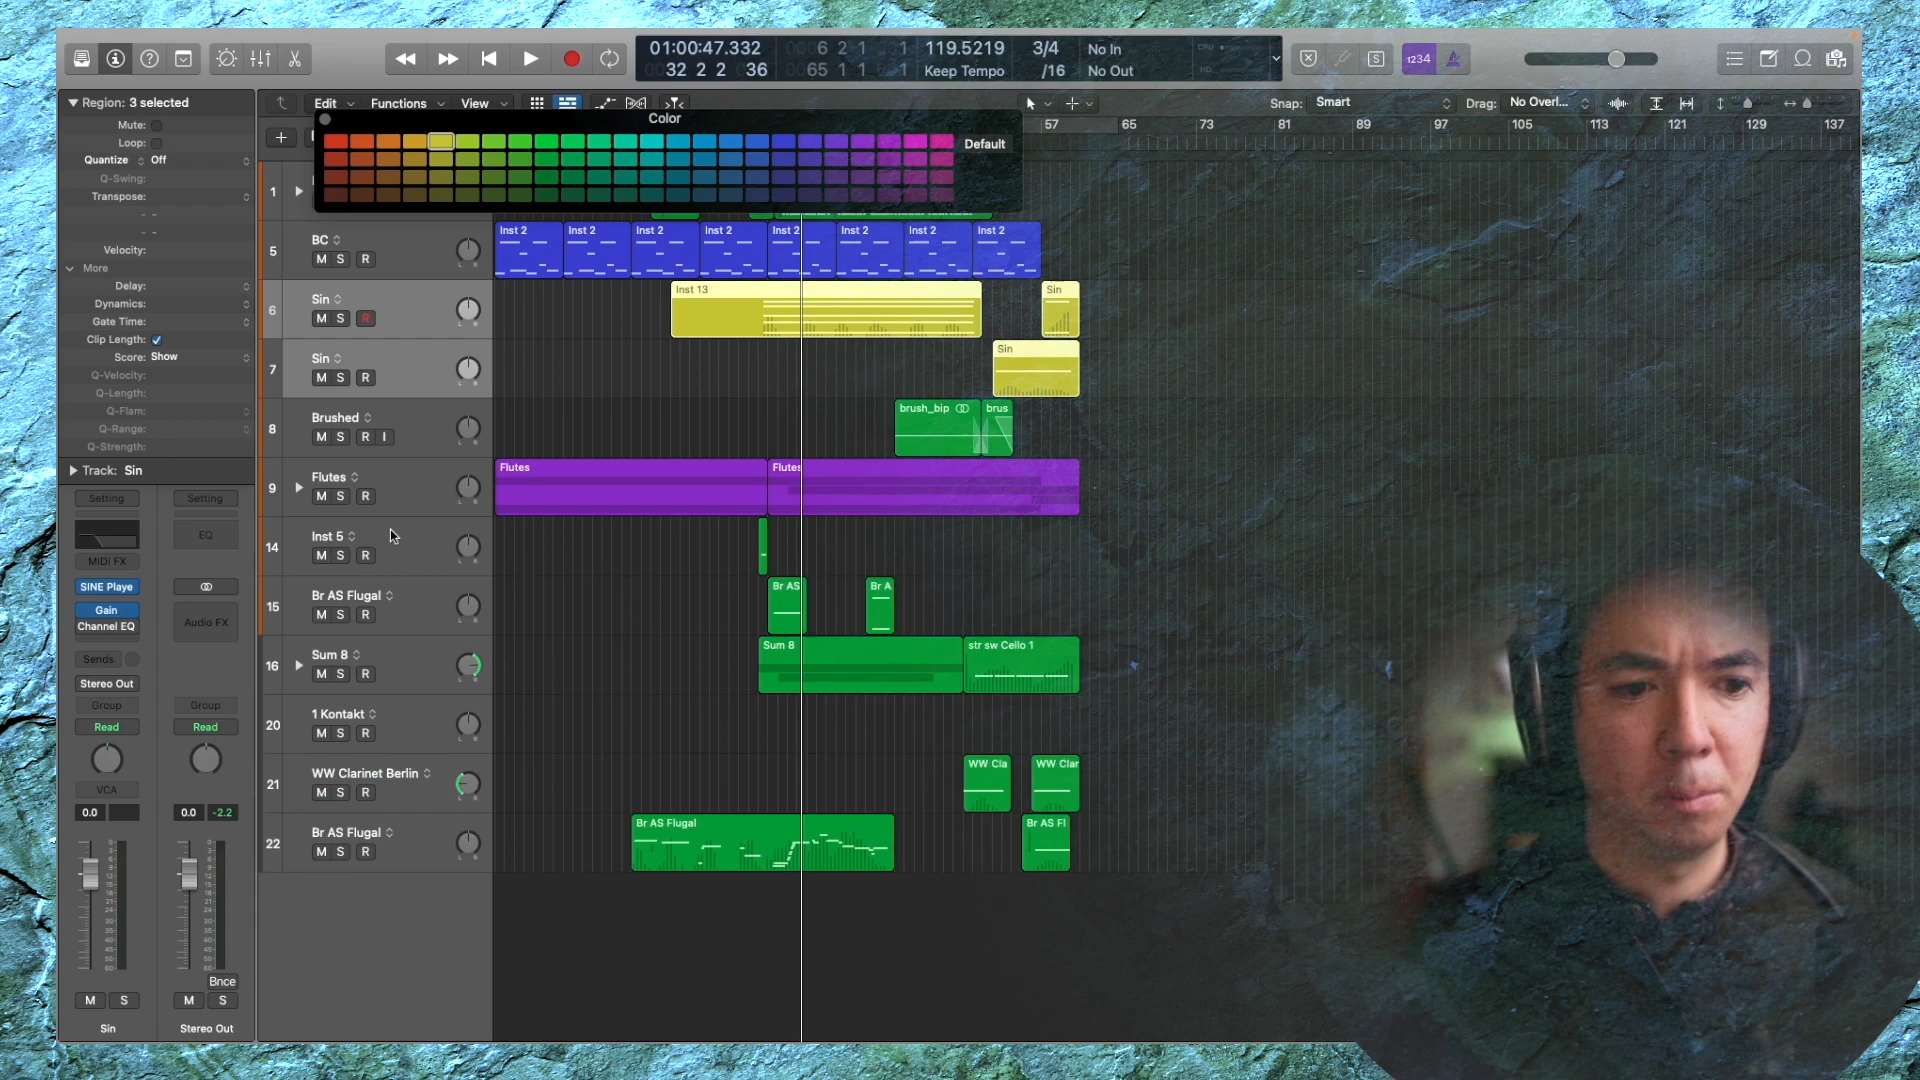 01:00:47.332
32 2 2 36
6 2 1 1
65 1 1 1
119.5219
Keep Tempo
3/4
/16
No In
No Out
CPU
HD
S
1234
Region: 3 selected
Mute:
Loop:
Quantize Off
Q-Swing:
Transpose:
Velocity:
More
Delay:
Dynamics:
Gate Time:
Clip Length:
Score: Show
Q-Velocity:
Q-Length:
Q-Flam:
Q-Range:
Q-Strength:
Track: Sin
Setting Setting
EQ
MIDI FX
SINE Playe
Gain
Channel EQ
Audio FX
Sends
Stereo Out
Group Group
Read Read
VCA
0.0 0.0 -2.2
Bnce
M S M S
Sin Stereo Out
Edit Functions View
Snap: Smart Drag: No Overl...
Color
Default
57 65 73 81 89 97 105 113 121 129 137
1
5 BC
M S R
Inst 2 Inst 2 Inst 2 Inst 2 Inst 2 Inst 2 Inst 2 Inst 2
6 Sin
M S R
Inst 13 Sin
7 Sin
M S R
Sin
8 Brushed
M S R I
brush_bip brus
9 Flutes
M S R
Flutes Flutes
14 Inst 5
M S R
15 Br AS Flugal
M S R
Br AS Br A
16 Sum 8
M S R
Sum 8 str sw Cello 1
20 1 Kontakt
M S R
21 WW Clarinet Berlin
M S R
WW Cla WW Clar
22 Br AS Flugal
M S R
Br AS Flugal Br AS Fl